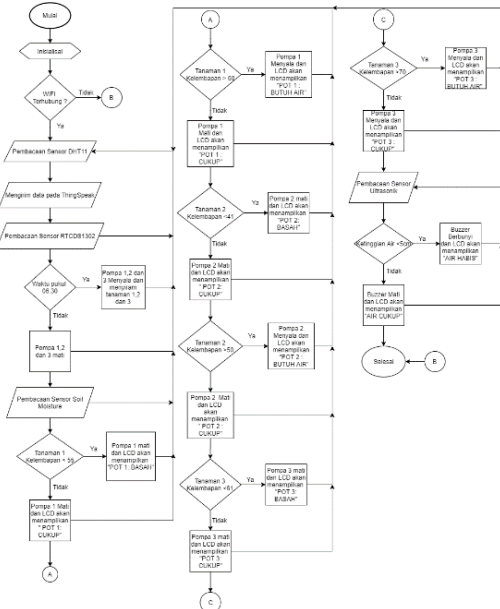 Mulai
Inisialisai
WiFi
Terhubung ?
Tidak
B
Ya
Pembacaan Sensor DHT11
Mengirim data pada ThingSpeak
Pembacaan Sensor RTCDS1302
Waktu pukul
06.30
Ya
Pompa 1,2
dan 3 Menyala dan
menyiram
tanaman 1,2
dan 3
Tidak
Pompa 1,2
dan 3 mati
Pembacaan Sensor Soil
Moisture
Tanaman 1
Kelembapan < 55
Ya
Pompa 1 mati
dan LCD akan
menampilkan
"POT 1: BASAH"
Tidak
Pompa 1 Mati
dan LCD akan
menampilkan
" POT 1:
CUKUP"
A
A
Tanaman 1
Kelembapan > 60
Ya
Pompa 1
Menyala dan
LCD akan
menampilkan
"POT 1 :
BUTUH AIR"
Tidak
Pompa 1
Mati dan LCD
akan
menampilkan
"POT 1 :
CUKUP"
Tanaman 2
Kelembapan <41
Ya
Pompa 2 mati
dan LCD akan
menampilkan
"POT 2:
BASAH"
Tidak
Pompa 2 Mati
dan LCD akan
menampilkan
" POT 2:
CUKUP"
Tanaman 2
Kelembapan >50
Ya
Pompa 2
Menyala dan
LCD akan
menampilkan
"POT 2 :
BUTUH AIR"
Tidak
Pompa 2 Mati
dan LCD
akan
menampilkan
" POT 2 :
CUKUP"
Tanaman 3
Kelembapan <61
Ya
Pompa 3 mati
dan LCD akan
menampilkan
"POT 3:
BASAH"
Tidak
Pompa 3 mati
dan LCD akan
menampilkan
"POT 3:
CUKUP"
C
C
Tanaman 3
Kelembapan >70
Ya
Pompa 3
Menyala dan
LCD akan
menampilkan
"POT 3 :
BUTUH AIR"
Tidak
Pompa 3
Menyala dan
LCD akan
menampilkan
"POT 3 :
CUKUP"
Pembacaan Sensor
Ultrasonik
Ketinggian Air <5cm
Ya
Buzzer
Berbunyi
dan LCD akan
menampilkan
"AIR HABIS"
Tidak
Buzzer Mati
dan LCD akan
menampilkan
"AIR CUKUP"
Selesai
B